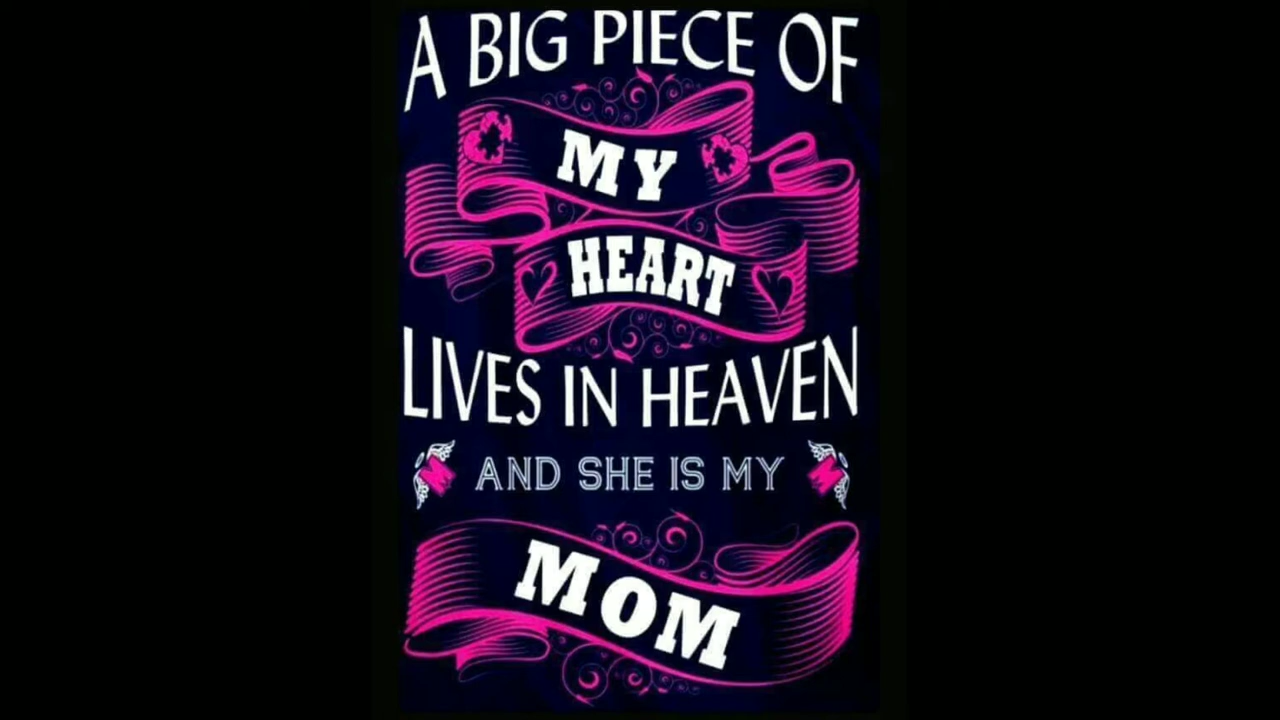 A BIG PIECE OF
MY
HEART
LIVES IN HEAVEN
M AND SHE IS MY M
MOM